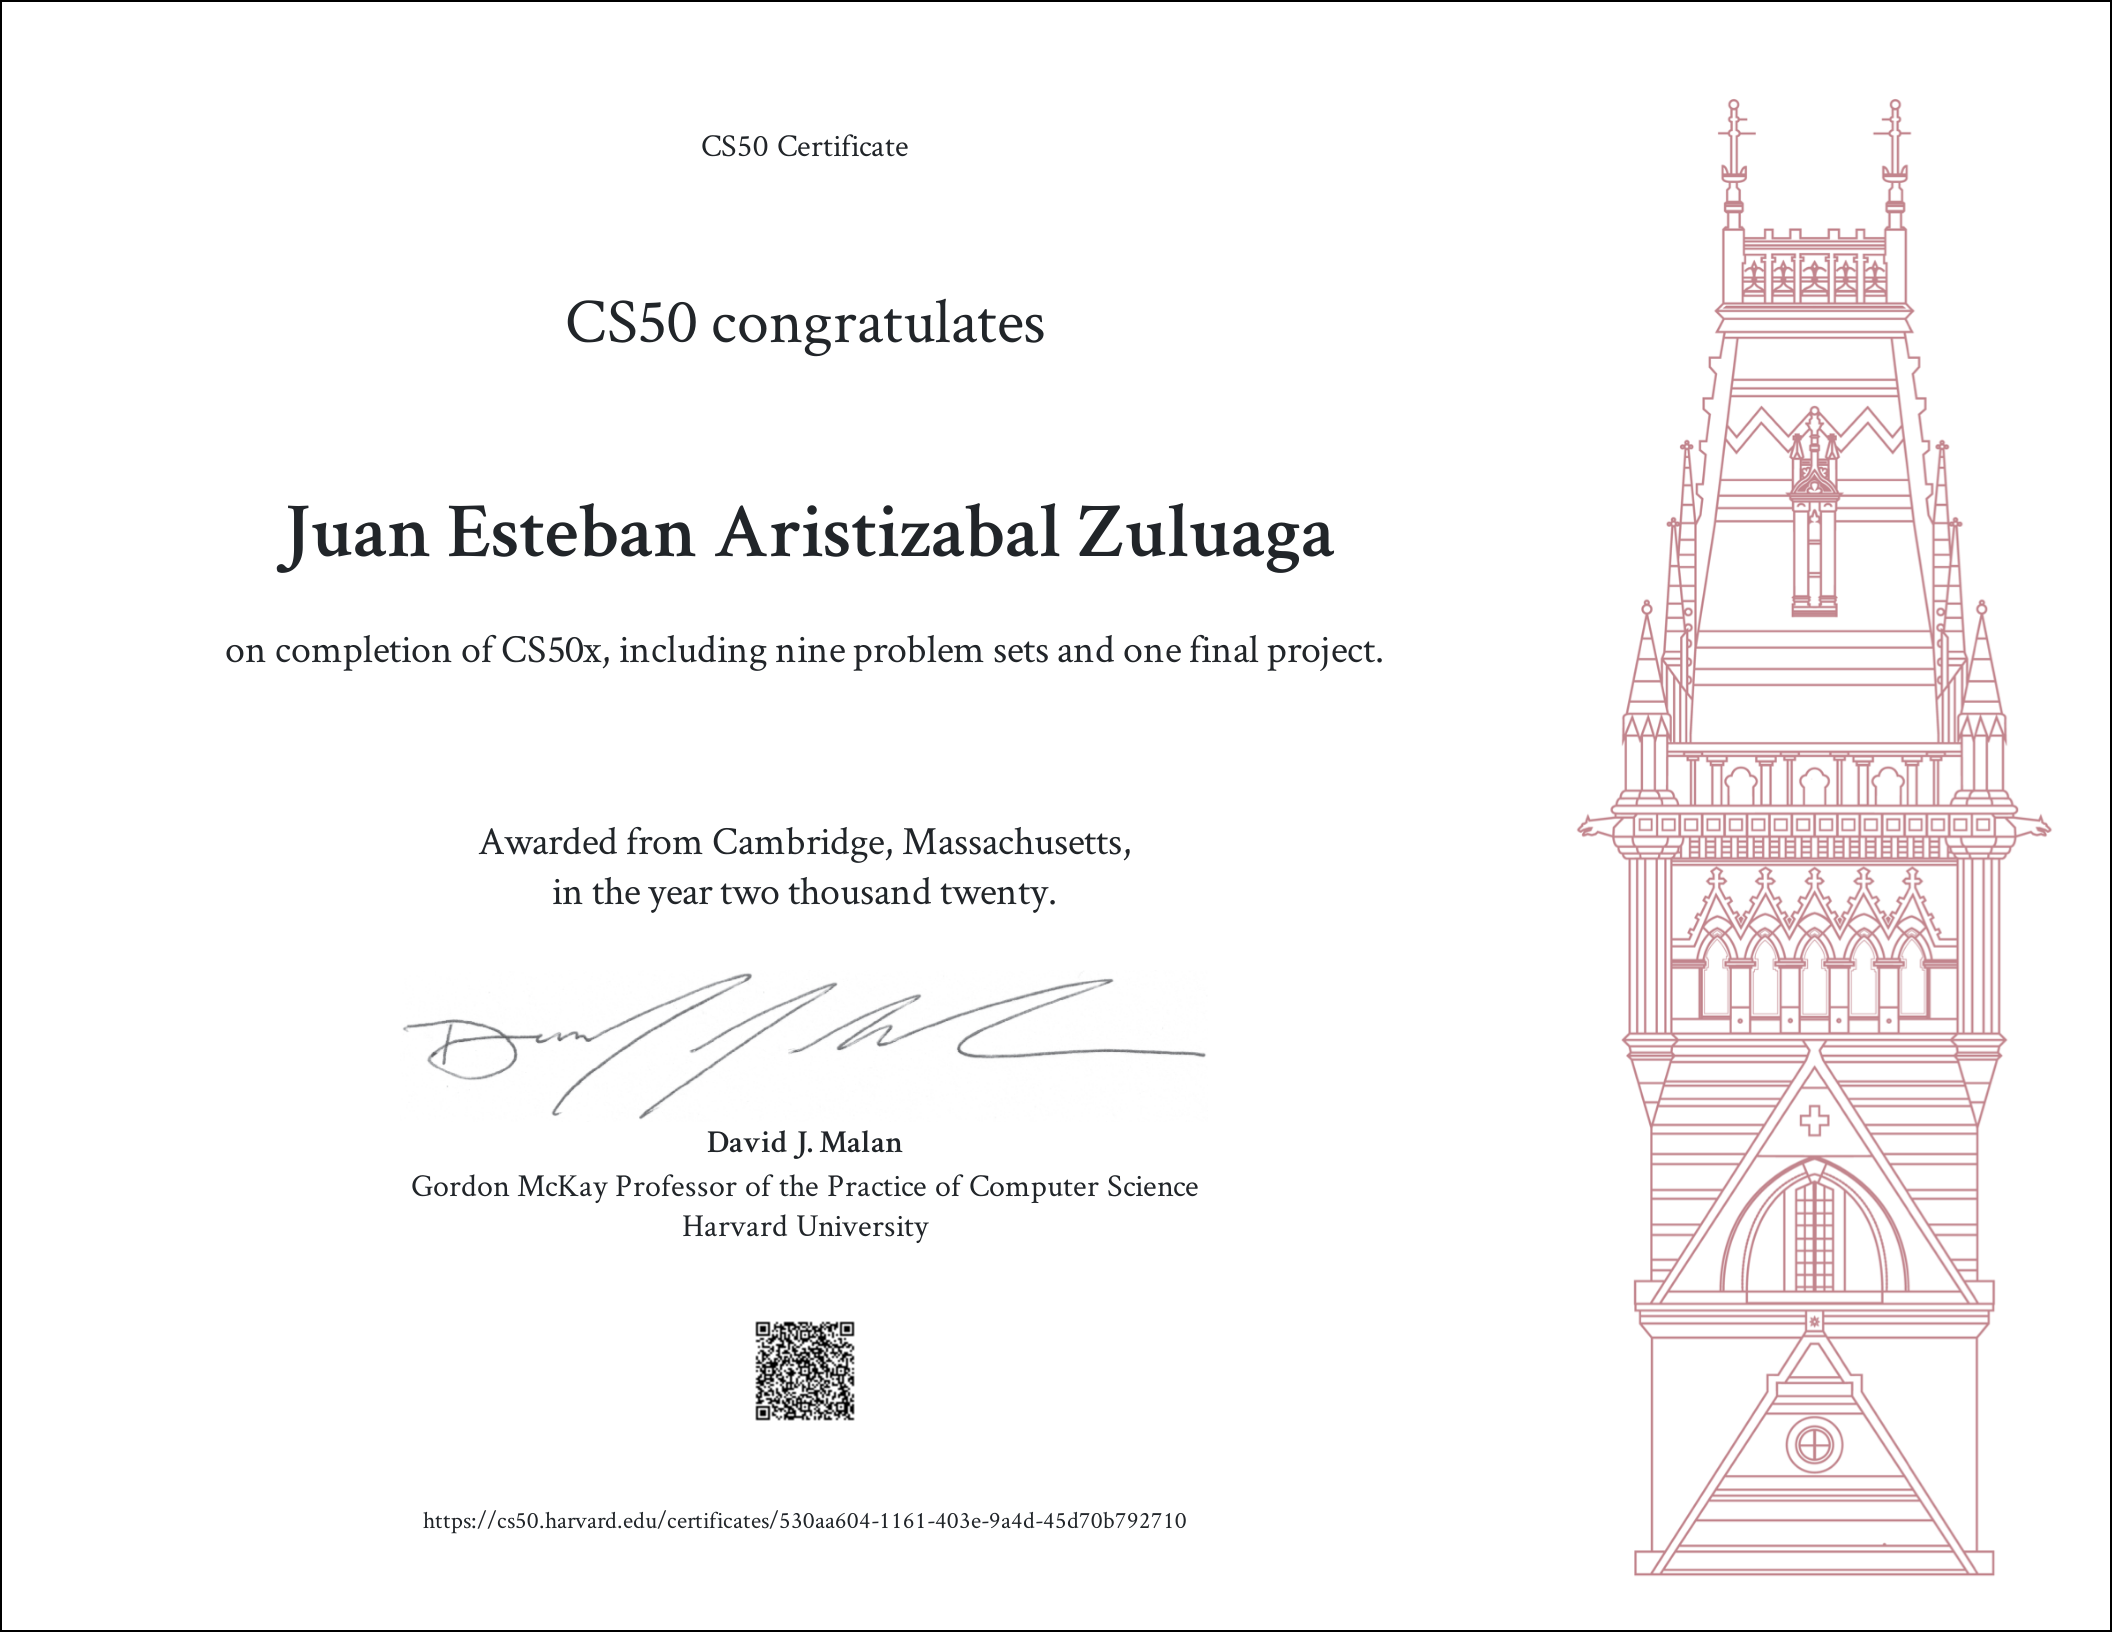 CS50 Certificate
CS50 congratulates
Juan Esteban Aristizabal Zuluaga
on completion of CS50x, including nine problem sets and one final project.
Awarded from Cambridge, Massachusetts,
in the year two thousand twenty.
David J. Malan
Gordon McKay Professor of the Practice of Computer Science
Harvard University
https://cs50.harvard.edu/certificates/530aa604-1161-403e-9a4d-45d70b792710